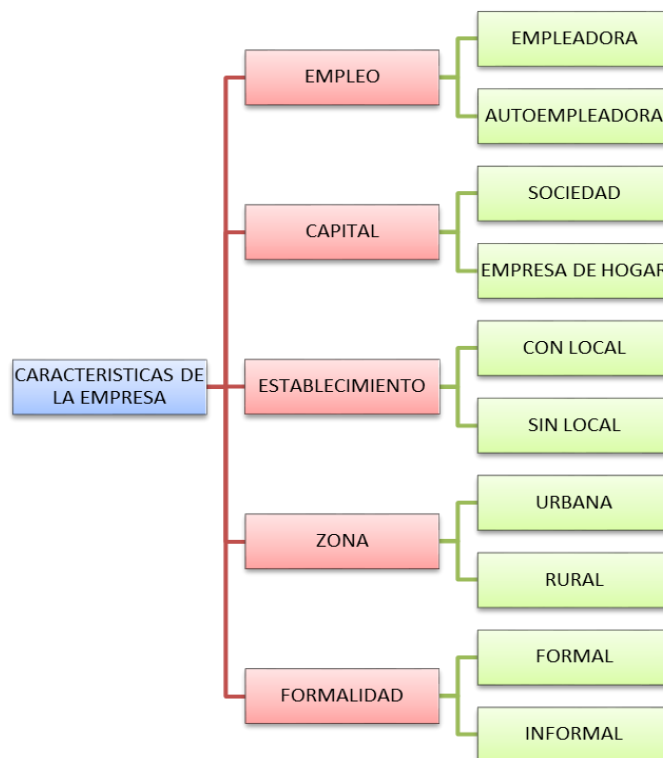 EMPLEADORA
EMPLEO
AUTOEMPLEADORA
SOCIEDAD
CAPITAL
EMPRESA DE HOGAR
CARACTERISTICAS DE
LA EMPRESA
CON LOCAL
ESTABLECIMIENTO
SIN LOCAL
URBANA
ZONA
RURAL
FORMAL
FORMALIDAD
INFORMAL